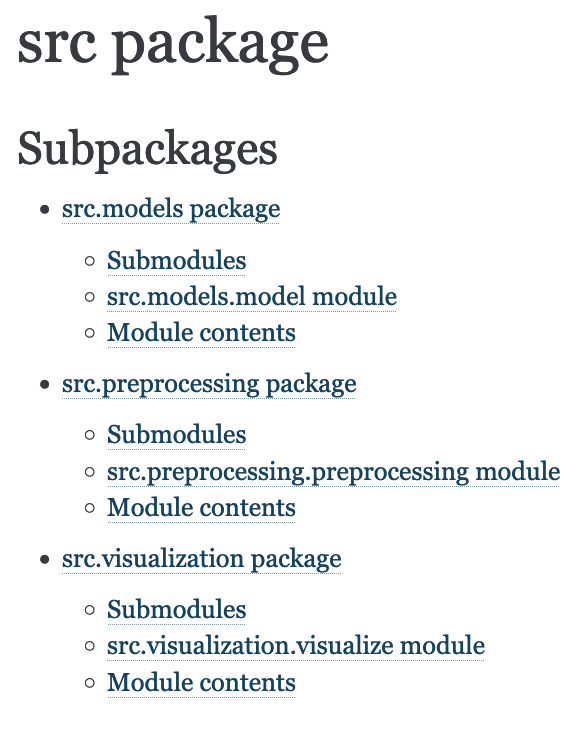 src package
Subpackages
src.models package
Submodules
src.models.model module
Module contents
src.preprocessing package
Submodules
src.preprocessing.preprocessing module
Module contents
src.visualization package
Submodules
src.visualization.visualize module
Module contents